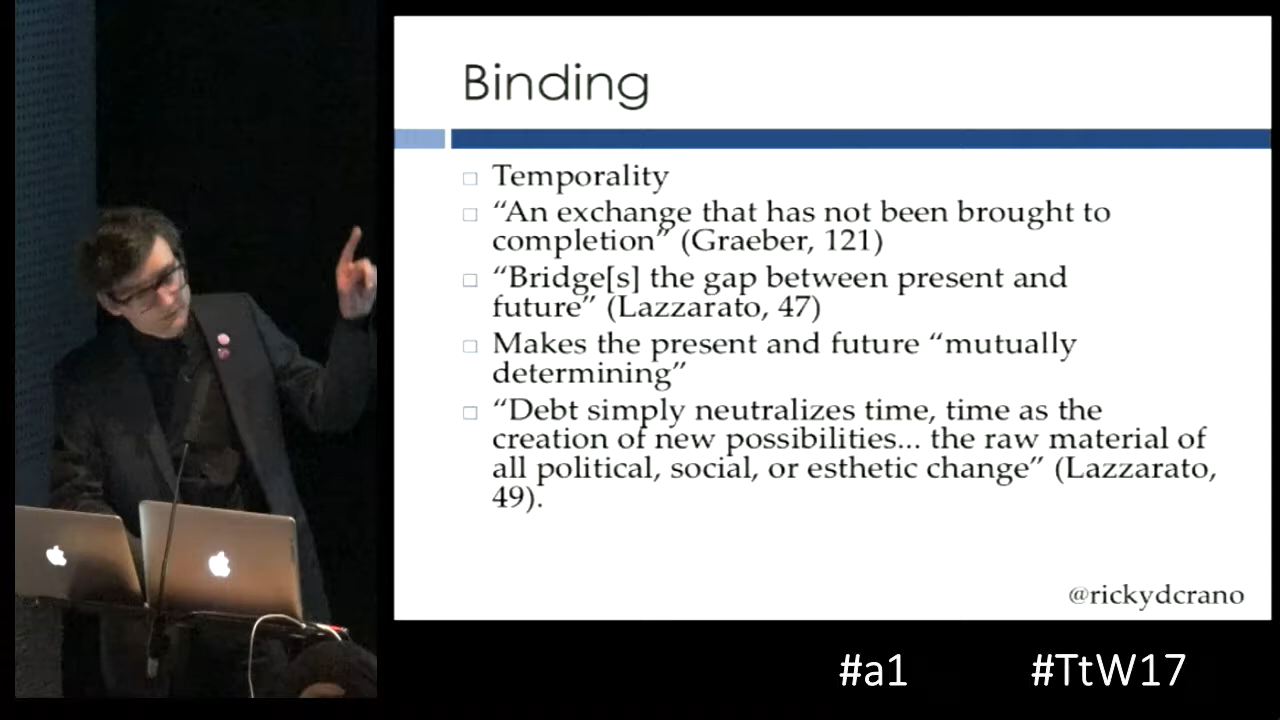 Binding
Temporality
“An exchange that has not been brought to
completion” (Graeber, 121)
“Bridge[s] the gap between present and
future” (Lazzarato, 47)
Makes the present and future “mutually
determining”
“Debt simply neutralizes time, time as the
creation of new possibilities... the raw material of
all political, social, or esthetic change” (Lazzarato,
49).
@rickydcrano
#a1
#TtW17